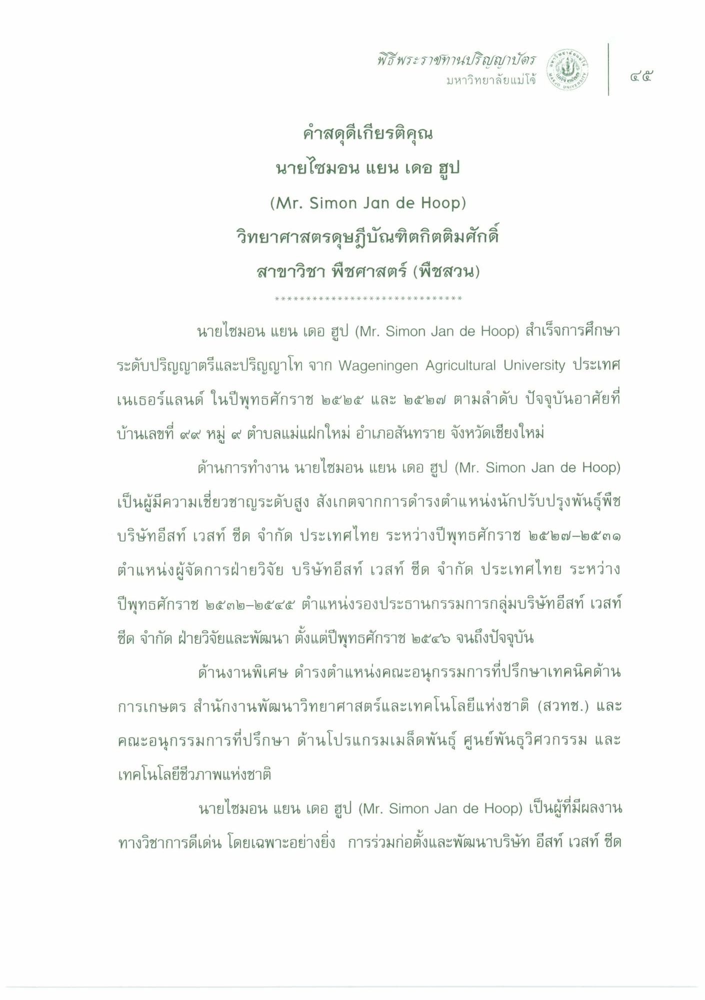 พิธีพระราชทานปริญญาบัตร
มหาวิทยาลัยแม่โจ้
มหาวิทยาลัยแม่โจ้
แม่โจ้ ๒๔๗๗
MAEJO UNIVERSITY
๔๕
คำสดุดีเกียรติคุณ
นายไซมอน แยน เดอ ฮูป
(Mr. Simon Jan de Hoop)
วิทยาศาสตรดุษฎีบัณฑิตกิตติมศักดิ์
สาขาวิชา พืชศาสตร์ (พืชสวน)
******************************
นายไซมอน แยน เดอ ฮูป (Mr. Simon Jan de Hoop) สำเร็จการศึกษา
ระดับปริญญาตรีและปริญญาโท จาก Wageningen Agricultural University ประเทศ
เนเธอร์แลนด์ ในปีพุทธศักราช ๒๕๒๕ และ ๒๕๒๗ ตามลำดับ ปัจจุบันอาศัยที่
บ้านเลขที่ ๙๙ หมู่ ๙ ตำบลแม่แฝกใหม่ อำเภอสันทราย จังหวัดเชียงใหม่
ด้านการทำงาน นายไซมอน แยน เดอ ฮูป (Mr. Simon Jan de Hoop)
เป็นผู้มีความเชี่ยวชาญระดับสูง สังเกตจากการดำรงตำแหน่งนักปรับปรุงพันธุ์พืช
บริษัทอีสท์ เวสท์ ซีด จำกัด ประเทศไทย ระหว่างปีพุทธศักราช ๒๕๒๗–๒๕๓๑
ตำแหน่งผู้จัดการฝ่ายวิจัย บริษัทอีสท์ เวสท์ ซีด จำกัด ประเทศไทย ระหว่าง
ปีพุทธศักราช ๒๕๓๒–๒๕๔๕ ตำแหน่งรองประธานกรรมการกลุ่มบริษัทอีสท์ เวสท์
ซีด จำกัด ฝ่ายวิจัยและพัฒนา ตั้งแต่ปีพุทธศักราช ๒๕๔๖ จนถึงปัจจุบัน
ด้านงานพิเศษ ดำรงตำแหน่งคณะอนุกรรมการที่ปรึกษาเทคนิคด้าน
การเกษตร สำนักงานพัฒนาวิทยาศาสตร์และเทคโนโลยีแห่งชาติ (สวทช.) และ
คณะอนุกรรมการที่ปรึกษา ด้านโปรแกรมเมล็ดพันธุ์ ศูนย์พันธุวิศวกรรม และ
เทคโนโลยีชีวภาพแห่งชาติ
นายไซมอน แยน เดอ ฮูป (Mr. Simon Jan de Hoop) เป็นผู้ที่มีผลงาน
ทางวิชาการดีเด่น โดยเฉพาะอย่างยิ่ง การร่วมก่อตั้งและพัฒนาบริษัท อีสท์ เวสท์ ซีด